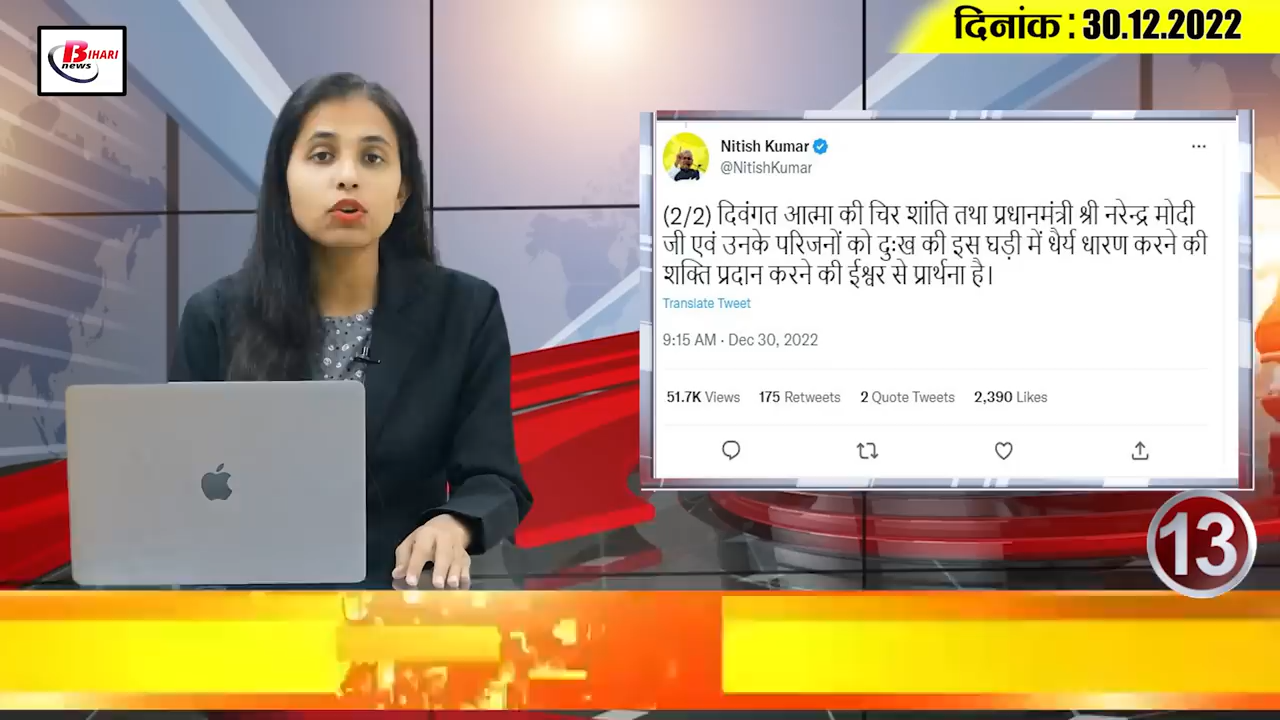 BIHARI
news
दिनांक : 30.12.2022
Nitish Kumar
@NitishKumar
(2/2) दिवंगत आत्मा की चिर शांति तथा प्रधानमंत्री श्री नरेन्द्र मोदी
जी एवं उनके परिजनों को दुःख की इस घड़ी में धैर्य धारण करने की
शक्ति प्रदान करने की ईश्वर से प्रार्थना है।
Translate Tweet
9:15 AM · Dec 30, 2022
51.7K Views 175 Retweets 2 Quote Tweets 2,390 Likes
13